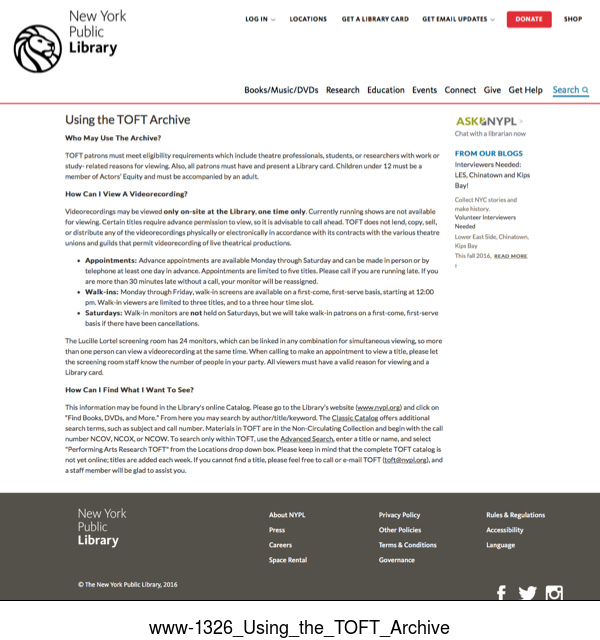 New York
Public
Library
LOG IN
LOCATIONS
GET A LIBRARY CARD
GET EMAIL UPDATES
DONATE
SHOP
Books/Music/DVDs Research Education Events Connect Give Get Help Search
Using the TOFT Archive
Who May Use The Archive?
TOFT patrons must meet eligibility requirements which include theatre professionals, students, or researchers with work or
study- related reasons for viewing. Also, all patrons must have and present a Library card. Children under 12 must be a
member of Actors' Equity and must be accompanied by an adult.
How Can I View A Videorecording?
Videorecordings may be viewed only on-site at the Library, one time only. Currently running shows are not available
for viewing. Certain titles require advance permission to view, so it is advisable to call ahead. TOFT does not lend, copy, sell,
or distribute any of the videorecordings physically or electronically in accordance with its contracts with the various theatre
unions and guilds that permit videorecording of live theatrical productions.
• Appointments: Advance appointments are available Monday through Saturday and can be made in person or by
telephone at least one day in advance. Appointments are limited to five titles. Please call if you are running late. If you
are more than 30 minutes late without a call, your monitor will be reassigned.
• Walk-ins: Monday through Friday, walk-in screens are available on a first-come, first-serve basis, starting at 12:00
pm. Walk-in viewers are limited to three titles, and to a three hour time slot.
• Saturdays: Walk-in monitors are not held on Saturdays, but we will take walk-in patrons on a first-come, first-serve
basis if there have been cancellations.
The Lucille Lortel screening room has 24 monitors, which can be linked in any combination for simultaneous viewing, so more
than one person can view a videorecording at the same time. When calling to make an appointment to view a title, please let
the screening room staff know the number of people in your party. All viewers must have a valid reason for viewing and a
Library card.
How Can I Find What I Want To See?
This information may be found in the Library's online Catalog. Please go to the Library's website (www.nypl.org) and click on
"Find Books, DVDs, and More." From here you may search by author/title/keyword. The Classic Catalog offers additional
search terms, such as subject and call number. Materials in TOFT are in the Non-Circulating Collection and begin with the call
number NCOV, NCOX, or NCOW. To search only within TOFT, use the Advanced Search, enter a title or name, and select
"Performing Arts Research TOFT" from the Locations drop down box. Please keep in mind that the complete TOFT catalog is
not yet online; titles are added each week. If you cannot find a title, please feel free to call or e-mail TOFT (toft@nypl.org), and
a staff member will be glad to assist you.
ASK NYPL >
Chat with a librarian now
FROM OUR BLOGS
Interviewers Needed:
LES, Chinatown and Kips
Bay!
Collect NYC stories and
make history.
Volunteer Interviewers
Needed
Lower East Side, Chinatown,
Kips Bay
This fall 2016, READ MORE
New York
Public
Library
About NYPL
Press
Careers
Space Rental
Privacy Policy
Other Policies
Terms & Conditions
Governance
Rules & Regulations
Accessibility
Language
© The New York Public Library, 2016
www-1326_Using_the_TOFT_Archive